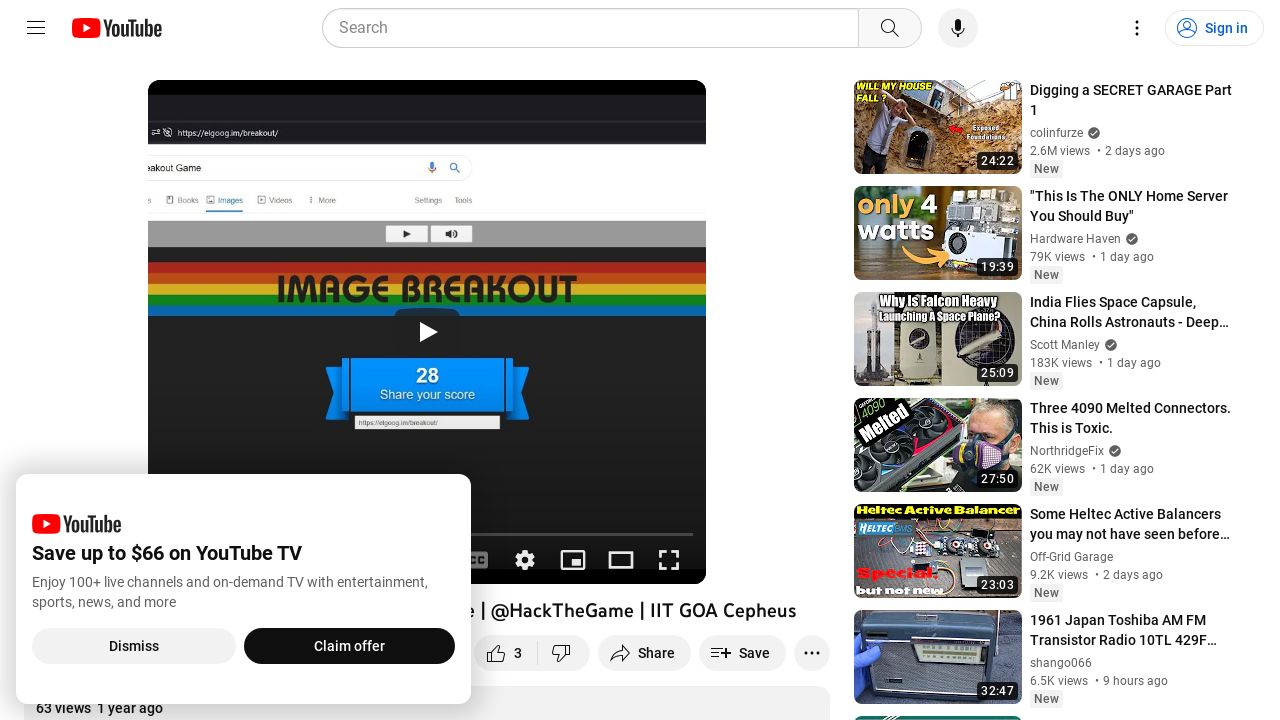 YouTube
Search
Sign in
https://elgoog.im/breakout/
eakout Game
Books
Images
Videos
More
Settings
Tools
IMAGE BREAKOUT
28
Share your score
https://elgoog.im/breakout/
YouTube
Save up to $66 on YouTube TV
Enjoy 100+ live channels and on-demand TV with entertainment,
sports, news, and more
Dismiss
Claim offer
| @HackTheGame | IIT GOA Cepheus
3
Share
Save
63 views 1 year ago
WILL MY HOUSE
FALL ?
Exposed
Foundations
24:22
Digging a SECRET GARAGE Part
1
colinfurze
2.6M views • 2 days ago
New
only 4
watts
19:39
"This Is The ONLY Home Server
You Should Buy"
Hardware Haven
79K views • 1 day ago
New
Why Is Falcon Heavy
Launching A Space Plane?
25:09
India Flies Space Capsule,
China Rolls Astronauts - Deep…
Scott Manley
183K views • 1 day ago
New
4090
Melted
27:50
Three 4090 Melted Connectors.
This is Toxic.
NorthridgeFix
62K views • 1 day ago
New
Heltec Active Balancer
HELTEC BMS
Special,
but not new
23:03
Some Heltec Active Balancers
you may not have seen before…
Off-Grid Garage
9.2K views • 2 days ago
New
32:47
1961 Japan Toshiba AM FM
Transistor Radio 10TL 429F…
shango066
6.5K views • 9 hours ago
New